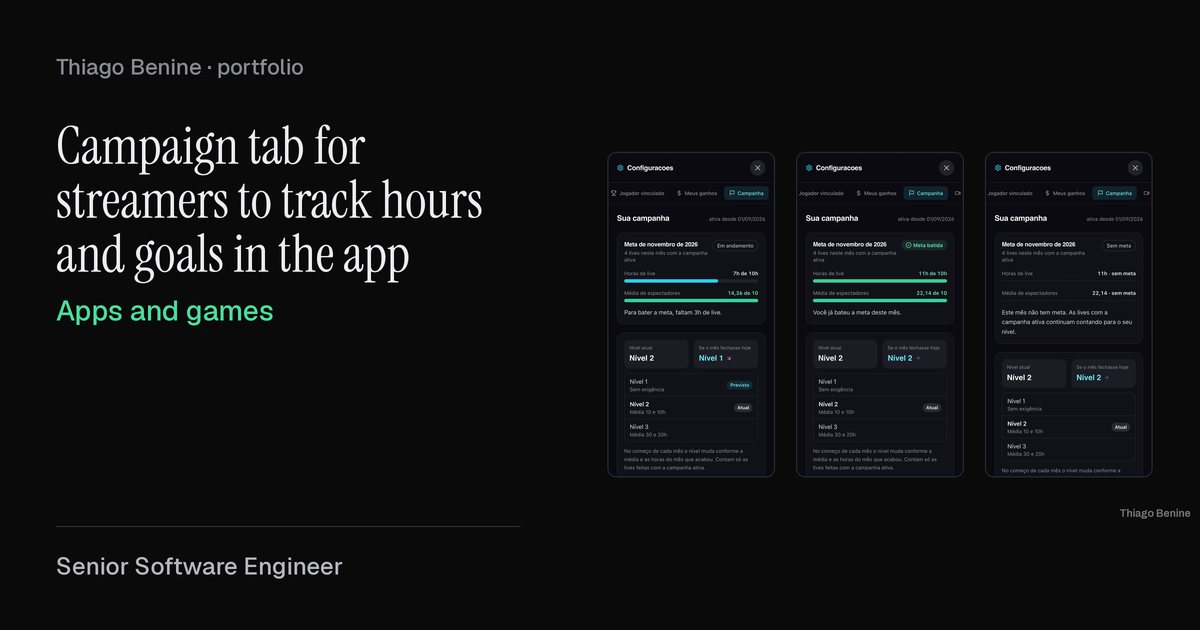 Thiago Benine · portfolio
Campaign tab for
streamers to track hours
and goals in the app
Apps and games
Senior Software Engineer
Configuracoes
Jogador vinculado
Meus ganhos
Campanha
Sua campanha
ativa desde 01/09/2026
Meta de novembro de 2026
Em andamento
4 lives neste mês com a campanha
ativa
Horas de live
7h de 10h
Média de espectadores
14,36 de 10
Para bater a meta, faltam 3h de live.
Nível atual
Nível 2
Se o mês fechasse hoje
Nível 1
Nível 1
Sem exigência
Previsto
Nível 2
Média 10 e 10h
Atual
Nível 3
Média 30 e 20h
No começo de cada mês o nível muda conforme a
média e as horas do mês que acabou. Contam só as
lives feitas com a campanha ativa.
Configuracoes
Jogador vinculado
Meus ganhos
Campanha
Sua campanha
ativa desde 01/09/2026
Meta de novembro de 2026
Meta batida
4 lives neste mês com a campanha
ativa
Horas de live
11h de 10h
Média de espectadores
22,14 de 10
Você já bateu a meta deste mês.
Nível atual
Nível 2
Se o mês fechasse hoje
Nível 2
Nível 1
Sem exigência
Nível 2
Média 10 e 10h
Atual
Nível 3
Média 30 e 20h
No começo de cada mês o nível muda conforme a
média e as horas do mês que acabou. Contam só as
lives feitas com a campanha ativa.
Configuracoes
Jogador vinculado
Meus ganhos
Campanha
Sua campanha
ativa desde 01/09/2026
Meta de novembro de 2026
Sem meta
4 lives neste mês com a campanha
ativa
Horas de live
11h · sem meta
Média de espectadores
22,14 · sem meta
Este mês não tem meta. As lives com a
campanha ativa continuam contando para o seu
nível.
Nível atual
Nível 2
Se o mês fechasse hoje
Nível 2
Nível 1
Sem exigência
Nível 2
Média 10 e 10h
Atual
Nível 3
Média 30 e 20h
No começo de cada mês o nível muda conforme a
Thiago Benine